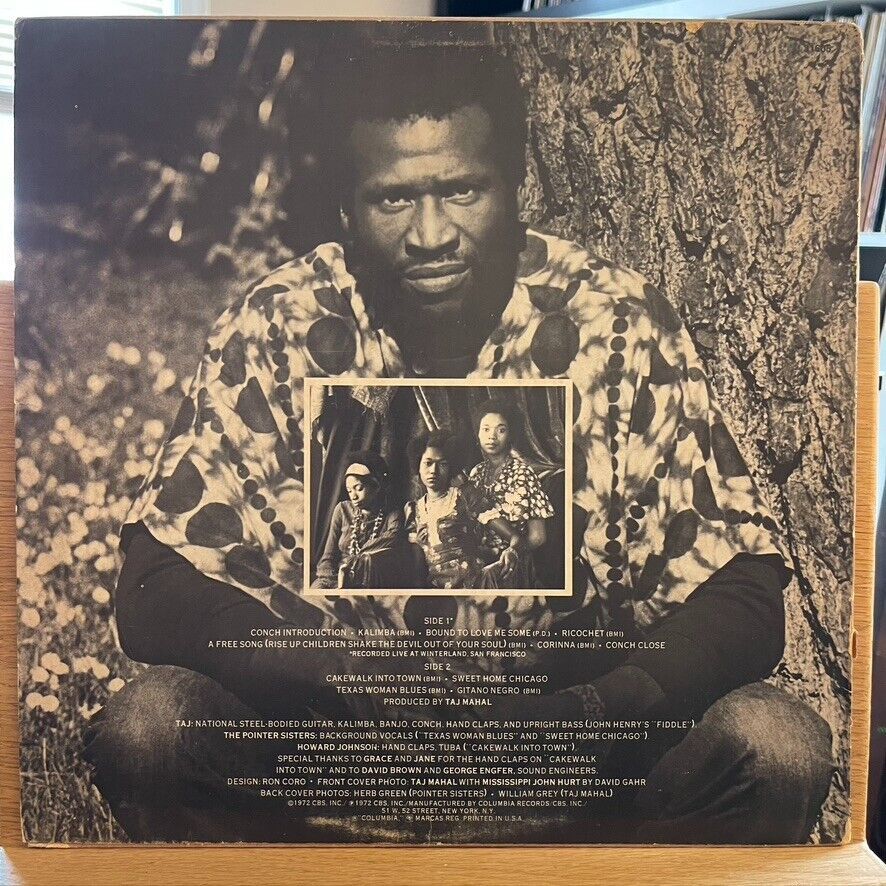 SIDE 1*
CONCH INTRODUCTION • KALIMBA (BMI) • BOUND TO LOVE ME SOME (P.D.) • RICOCHET (BMI)
A FREE SONG (RISE UP CHILDREN SHAKE THE DEVIL OUT OF YOUR SOUL) (BMI) • CORINNA (BMI) • CONCH CLOSE
*RECORDED LIVE AT WINTERLAND, SAN FRANCISCO
SIDE 2
CAKEWALK INTO TOWN (BMI) • SWEET HOME CHICAGO
TEXAS WOMAN BLUES (BMI) • GITANO NEGRO (BMI)
PRODUCED BY TAJ MAHAL
TAJ: NATIONAL STEEL-BODIED GUITAR, KALIMBA, BANJO, CONCH, HAND CLAPS, AND UPRIGHT BASS (JOHN HENRY'S "FIDDLE").
THE POINTER SISTERS: BACKGROUND VOCALS ("TEXAS WOMAN BLUES" AND "SWEET HOME CHICAGO").
HOWARD JOHNSON: HAND CLAPS, TUBA ("CAKEWALK INTO TOWN").
SPECIAL THANKS TO GRACE AND JANE FOR THE HAND CLAPS ON "CAKEWALK
INTO TOWN" AND TO DAVID BROWN AND GEORGE ENGFER, SOUND ENGINEERS.
DESIGN: RON CORO • FRONT COVER PHOTO: TAJ MAHAL WITH MISSISSIPPI JOHN HURT BY DAVID GAHR
BACK COVER PHOTOS: HERB GREEN (POINTER SISTERS) • WILLIAM GREY (TAJ MAHAL)
©1972 CBS, INC./ ℗ 1972 CBS, INC./MANUFACTURED BY COLUMBIA RECORDS/CBS, INC./
51 W. 52 STREET, NEW YORK, N.Y.
® "COLUMBIA," MARCAS REG. PRINTED IN U.S.A.